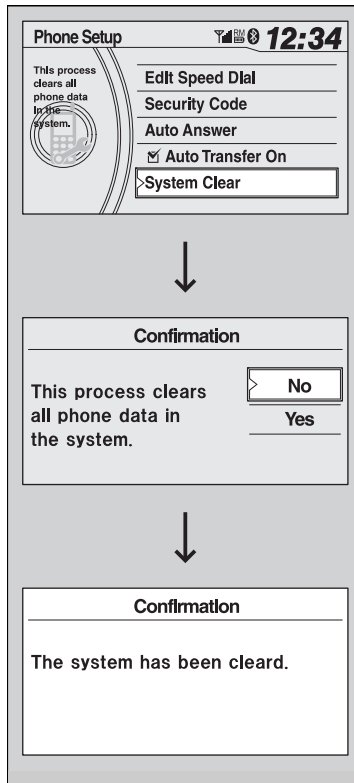 Phone Setup
RM
12:34
This process
clears all
phone data
in the
system.
Edit Speed Dial
Security Code
Auto Answer
Auto Transfer On
System Clear
Confirmation
This process clears
all phone data in
the system.
No
Yes
Confirmation
The system has been cleard.